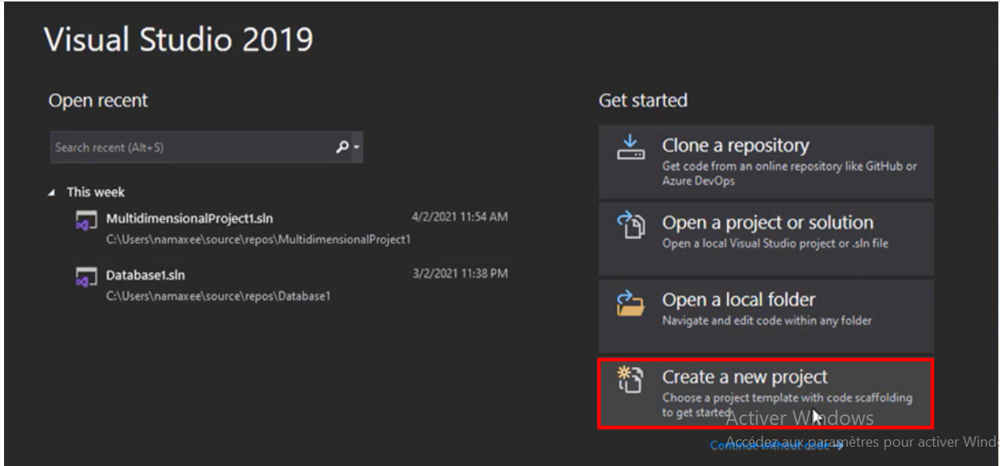 Visual Studio 2019
Open recent
Search recent (Alt+S)
This week
MultidimensionalProject1.sln
4/2/2021 11:54 AM
C:\Users\namaxee\source\repos\MultidimensionalProject1
Database1.sln
3/2/2021 11:38 PM
C:\Users\namaxee\source\repos\Database1
Get started
Clone a repository
Get code from an online repository like GitHub or
Azure DevOps
Open a project or solution
Open a local Visual Studio project or .sln file
Open a local folder
Navigate and edit code within any folder
Create a new project
Choose a project template with code scaffolding
to get started
Activer Windows
Continue without code →
Accédez aux paramètres pour activer Wind